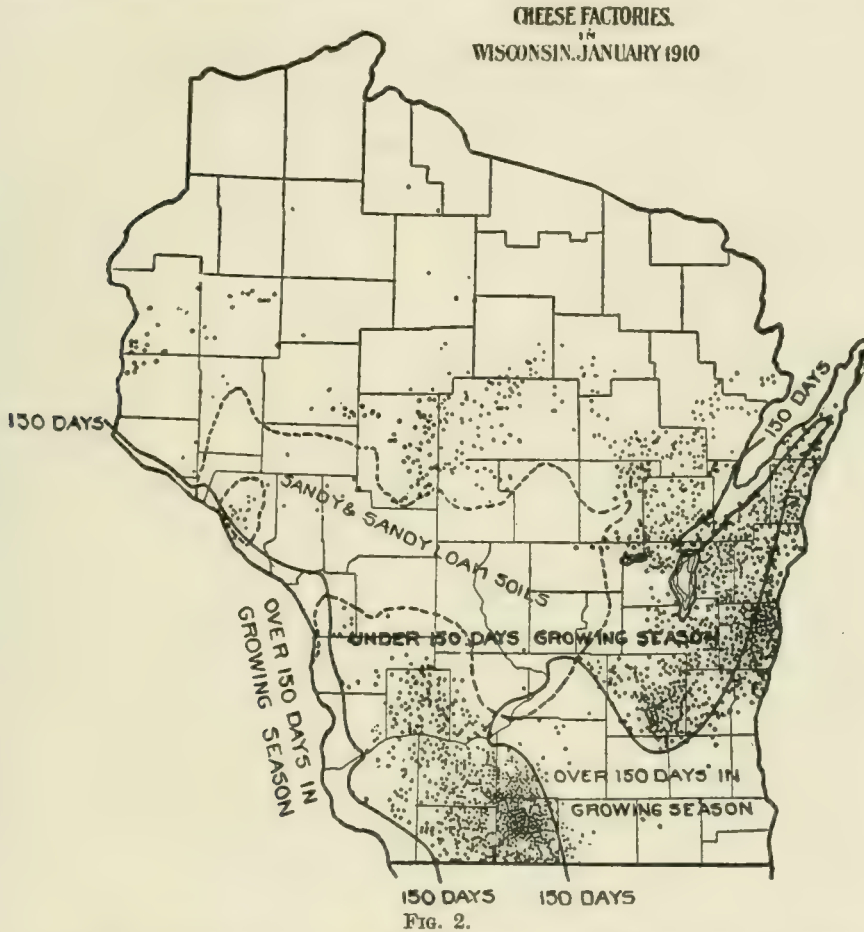 CHEESE FACTORIES.
IN
WISCONSIN. JANUARY 1910
150 DAYS
150 DAYS
SANDY & SANDY LOAM SOILS
OVER 150 DAYS IN
GROWING SEASON
UNDER 150 DAYS GROWING SEASON
OVER 150 DAYS IN
GROWING SEASON
150 DAYS
150 DAYS
FIG. 2.